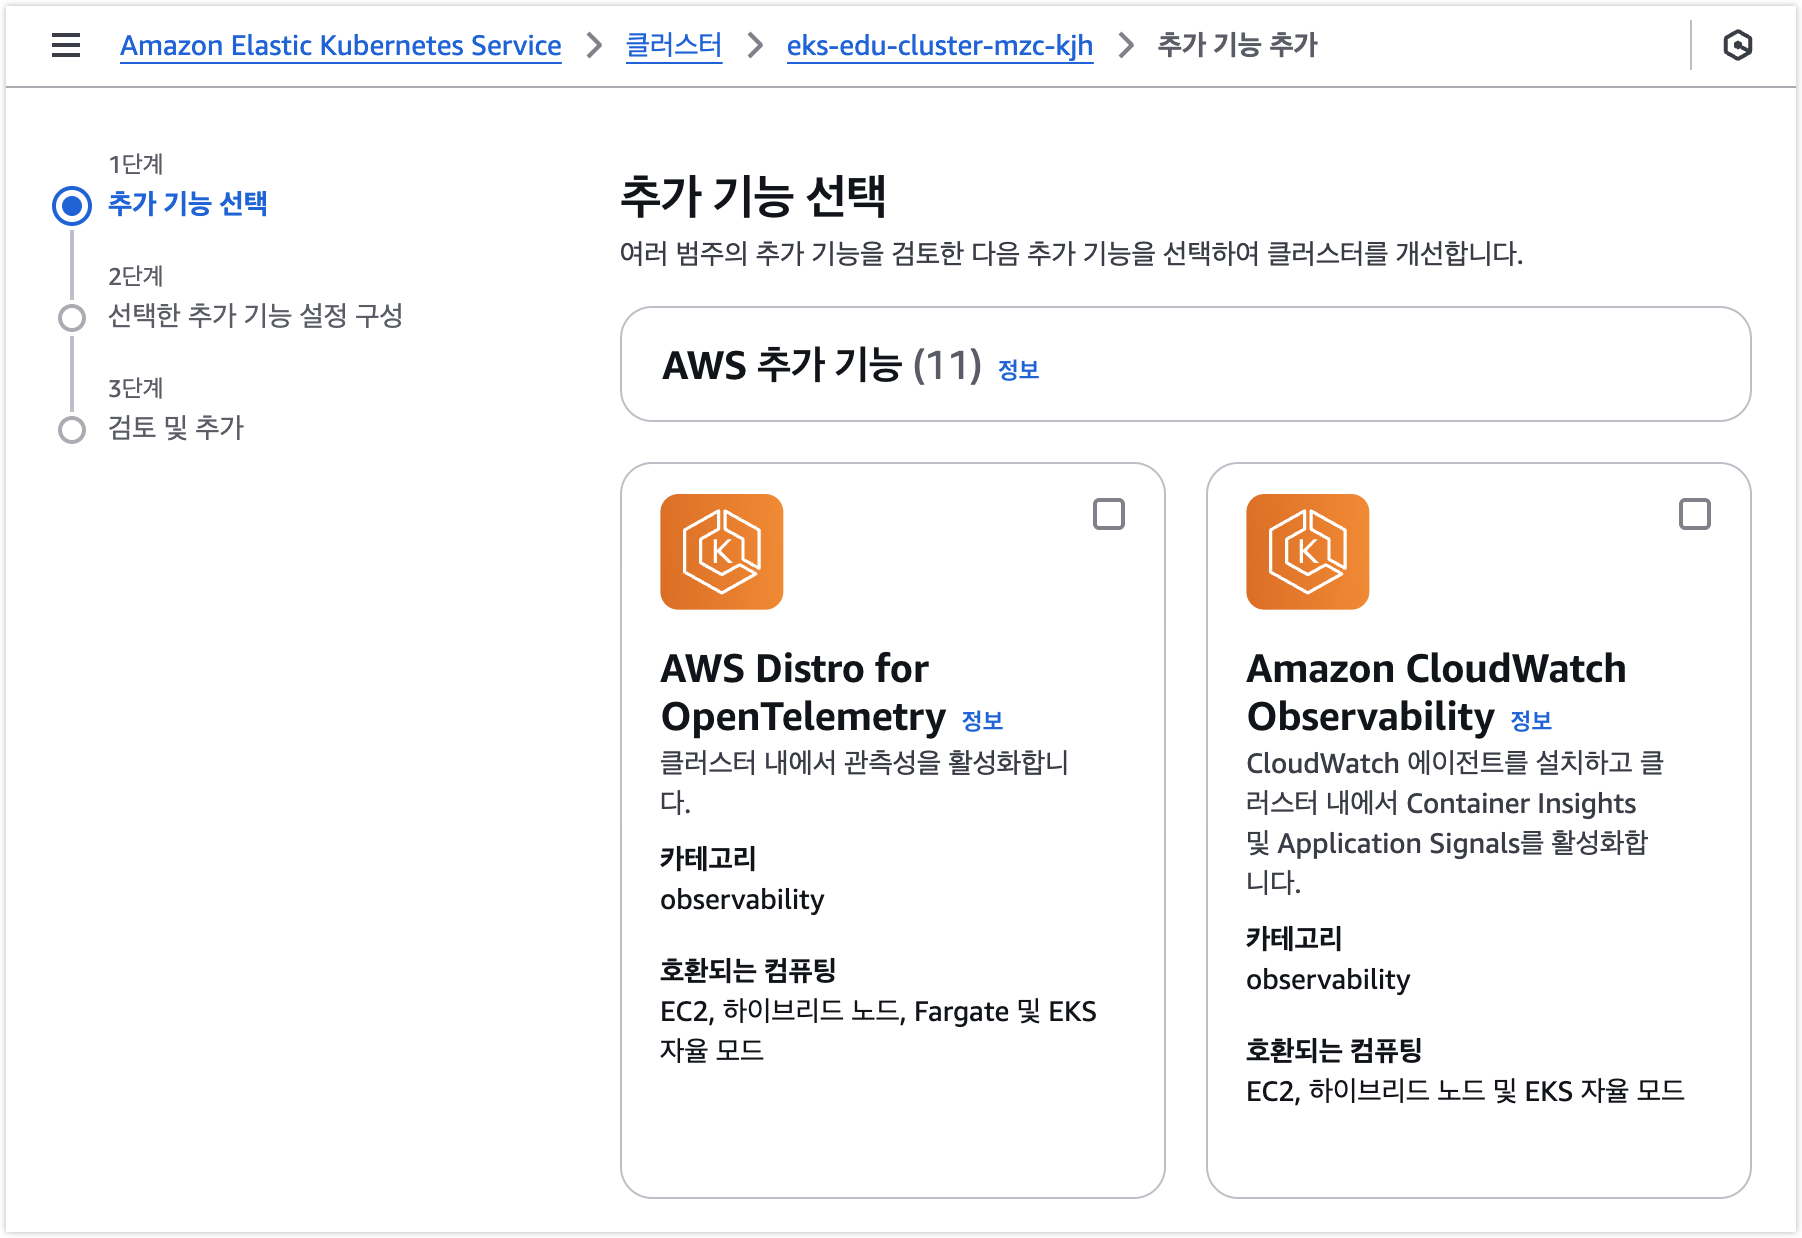 Amazon Elastic Kubernetes Service > 클러스터 > eks-edu-cluster-mzc-kjh > 추가 기능 추가
1단계
추가 기능 선택
2단계
선택한 추가 기능 설정 구성
3단계
검토 및 추가
추가 기능 선택
여러 범주의 추가 기능을 검토한 다음 추가 기능을 선택하여 클러스터를 개선합니다.
AWS 추가 기능 (11) 정보
AWS Distro for
OpenTelemetry 정보
클러스터 내에서 관측성을 활성화합니
다.
카테고리
observability
호환되는 컴퓨팅
EC2, 하이브리드 노드, Fargate 및 EKS
자율 모드
Amazon CloudWatch
Observability 정보
CloudWatch 에이전트를 설치하고 클
러스터 내에서 Container Insights
및 Application Signals를 활성화합
니다.
카테고리
observability
호환되는 컴퓨팅
EC2, 하이브리드 노드 및 EKS 자율 모드